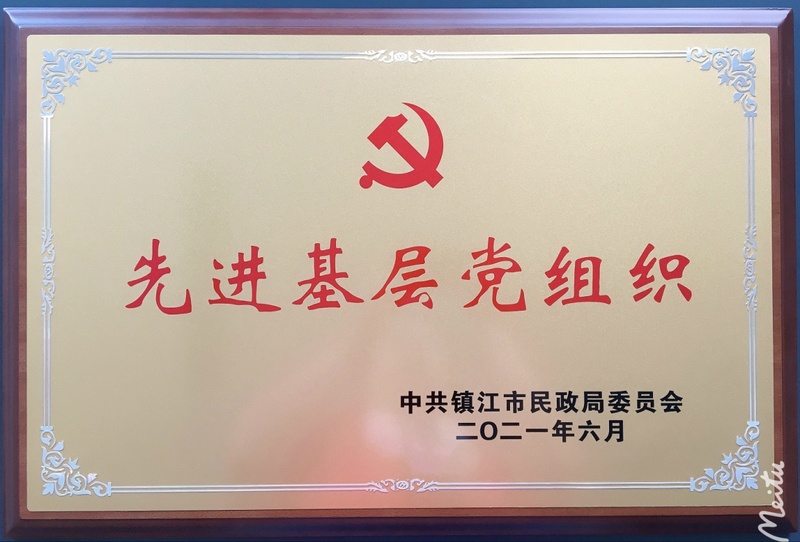 先进基层党组织
中共镇江市民政局委员会
二〇二一年六月
Meitu